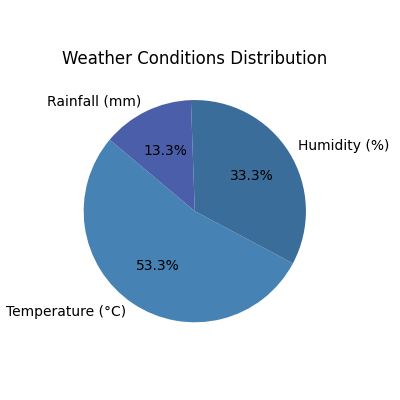 Weather Conditions Distribution
Rainfall (mm)
13.3%
Humidity (%)
33.3%
53.3%
Temperature (°C)